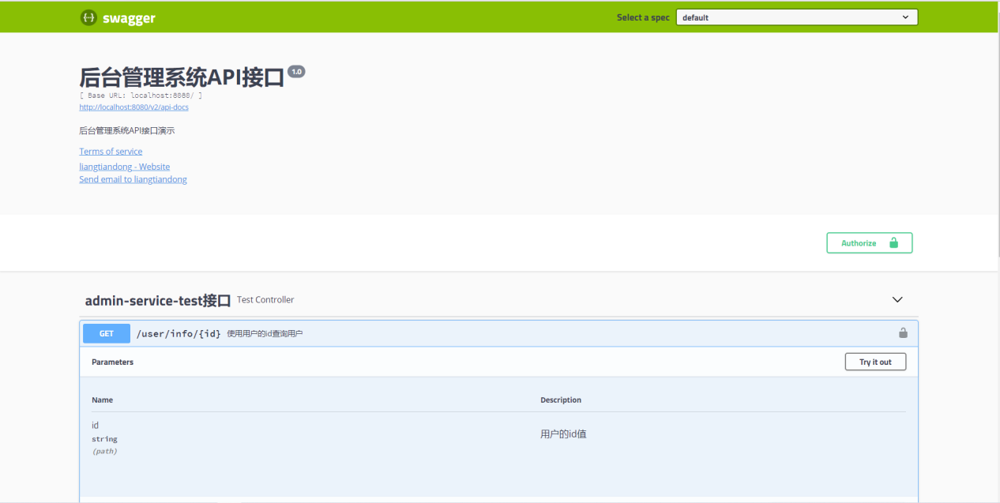 swagger
Select a spec default
后台管理系统API接口 1.0
[ Base URL: localhost:8080/ ]
http://localhost:8080/v2/api-docs
后台管理系统API接口演示
Terms of service
liangtiandong - Website
Send email to liangtiandong
Authorize
admin-service-test接口 Test Controller
GET /user/info/{id} 使用用户的id查询用户
Parameters Try it out
Name Description
id
string
(path)
用户的id值